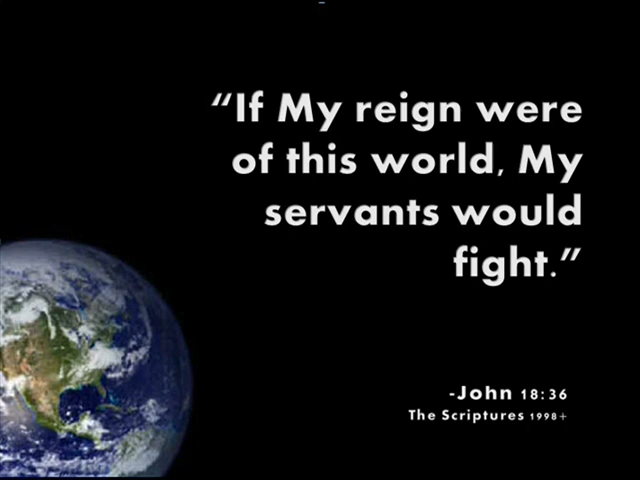 “If My reign were
of this world, My
servants would
fight.”
-John 18:36
The Scriptures 1998+